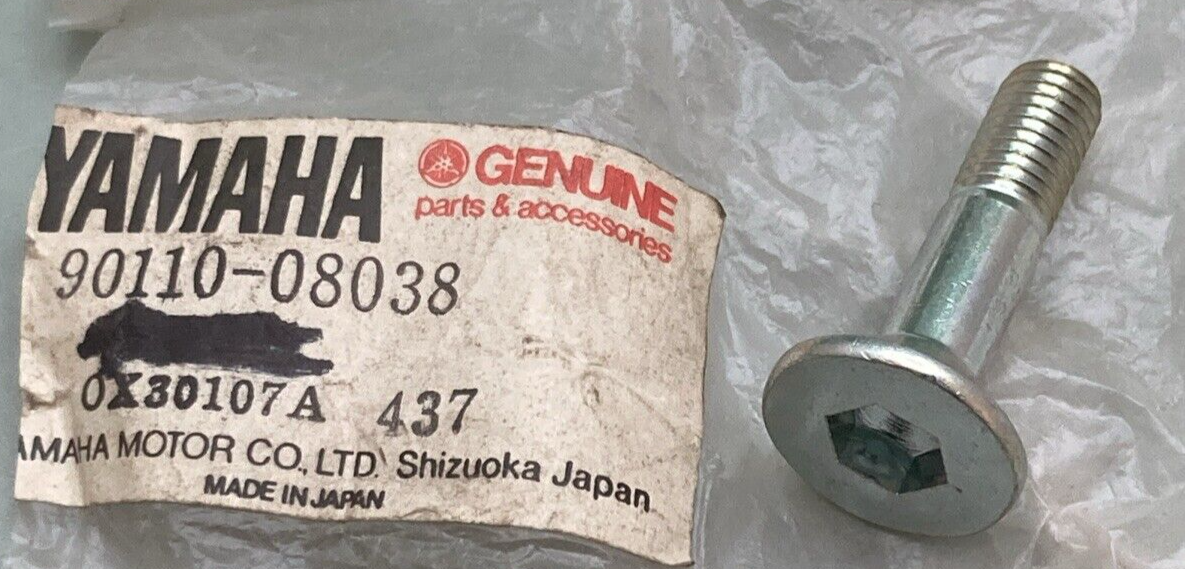 YAMAHA
GENUINE
parts & accessories
90110-08038
0X30107A 437
AMAHA MOTOR CO., LTD. Shizuoka Japan
MADE IN JAPAN